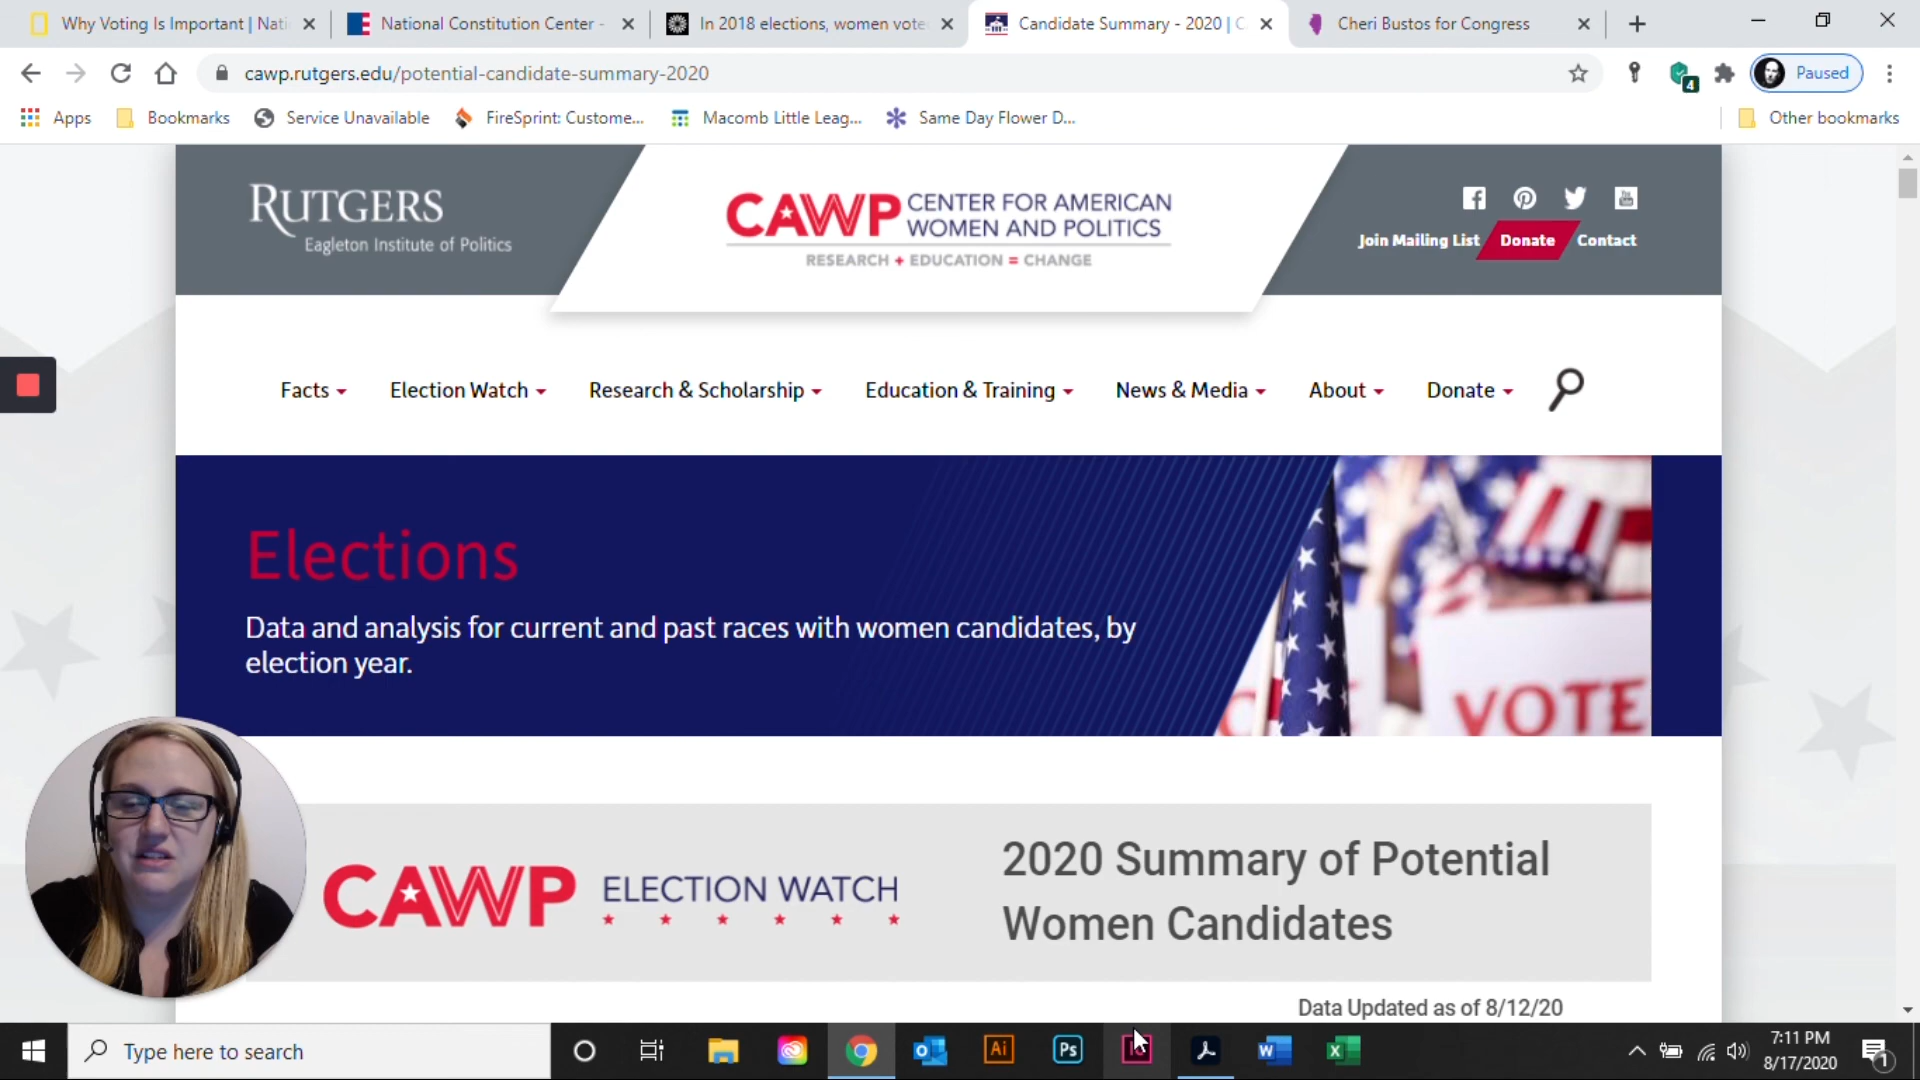 Why Voting Is Important | Nati
National Constitution Center -
In 2018 elections, women vote
Candidate Summary - 2020 | C
Cheri Bustos for Congress
cawp.rutgers.edu/potential-candidate-summary-2020
4
Paused
Apps
Bookmarks
Service Unavailable
FireSprint: Custome...
Macomb Little Leag...
Same Day Flower D...
Other bookmarks
RUTGERS
Eagleton Institute of Politics
CAWP CENTER FOR AMERICAN
WOMEN AND POLITICS
RESEARCH + EDUCATION = CHANGE
You Tube
Join Mailing List
Donate
Contact
Facts
Election Watch
Research & Scholarship
Education & Training
News & Media
About
Donate
Elections
Data and analysis for current and past races with women candidates, by
election year.
VOTE
CAWP ELECTION WATCH
2020 Summary of Potential
Women Candidates
Data Updated as of 8/12/20
Type here to search
Ai
Ps
7:11 PM
8/17/2020
1